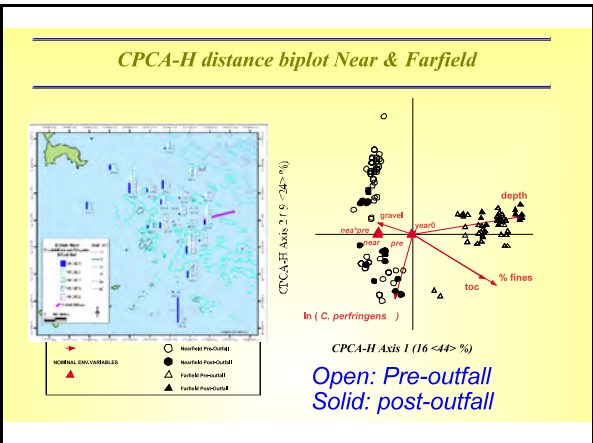 CPCA-H distance biplot Near & Farfield
CPCA-H Axis 2 ( 9 <24> %)
depth
gravel
year0
nea*pre
near
pre
% fines
toc
ln ( C. perfringens )
CPCA-H Axis 1 (16 <44> %)
NOMINAL ENV. VARIABLES
Nearfield Pre-Outfall
Nearfield Post-Outfall
Farfield Pre-Outfall
Farfield Post-Outfall
Open: Pre-outfall
Solid: post-outfall